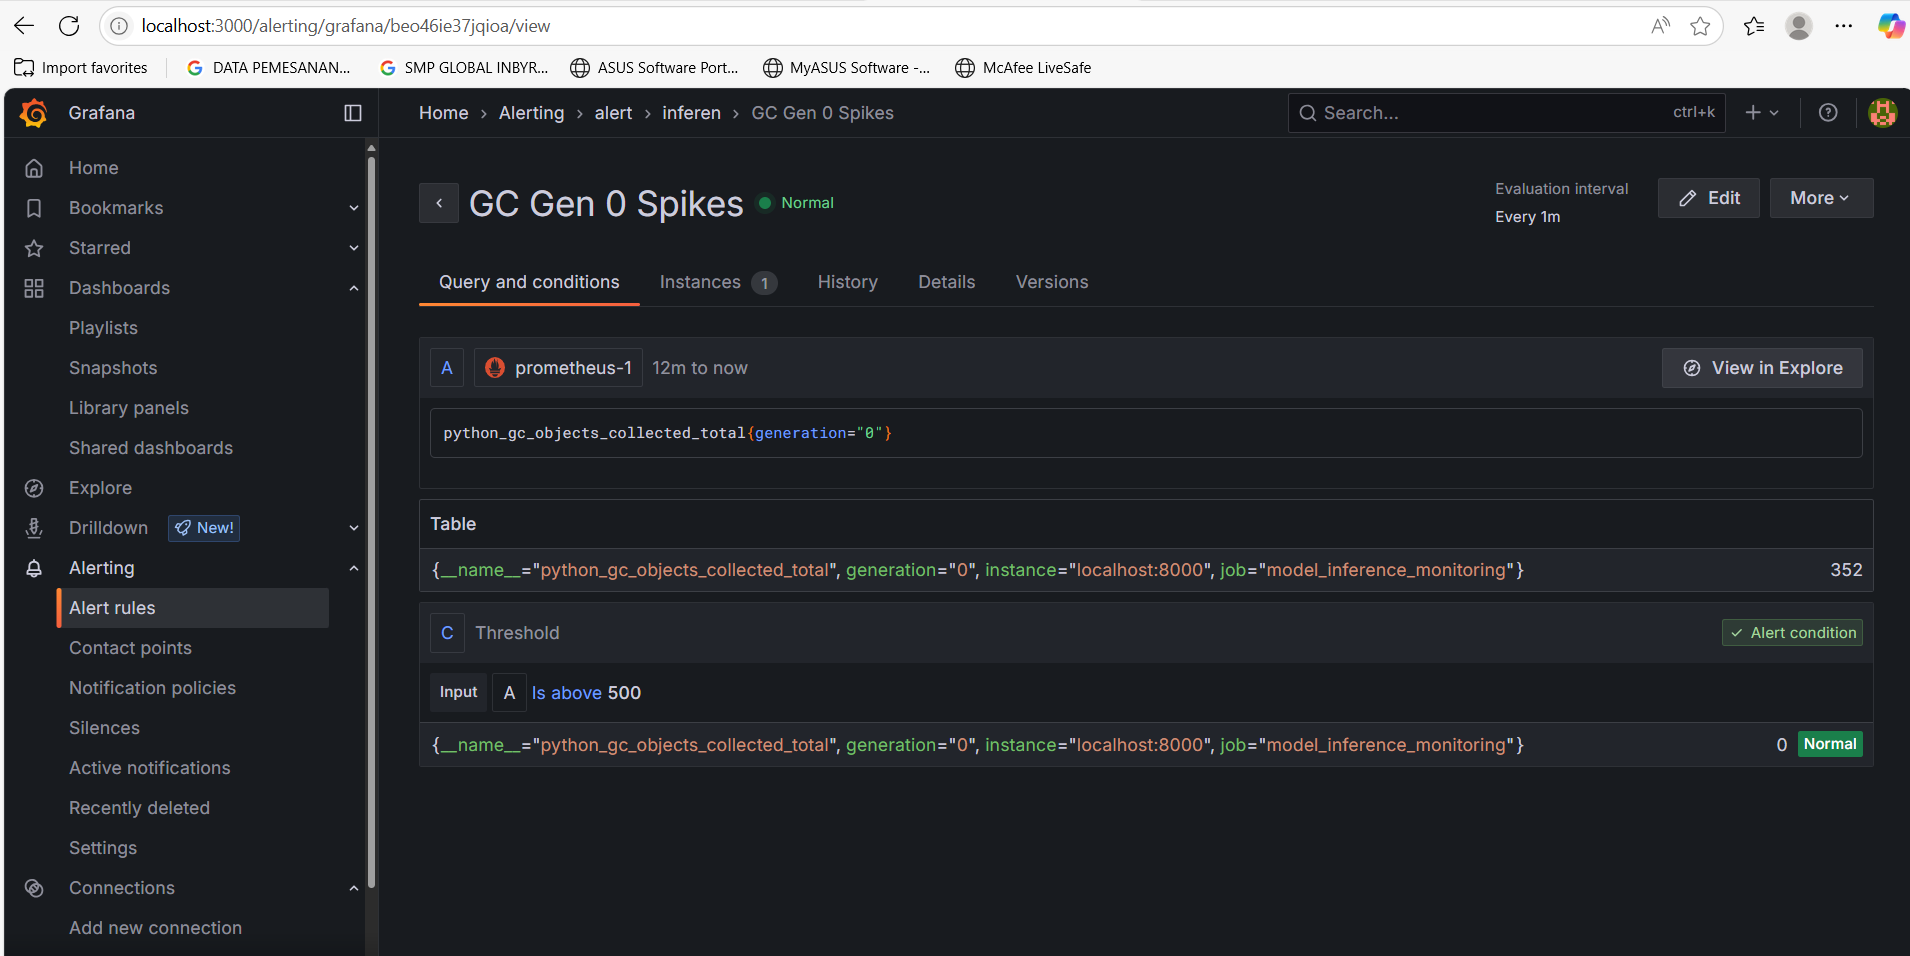 localhost:3000/alerting/grafana/beo46ie37jqioa/view
Import favorites
DATA PEMESANAN...
SMP GLOBAL INBYR...
ASUS Software Port...
MyASUS Software -...
McAfee LiveSafe
Grafana
Home › Alerting › alert › inferen › GC Gen 0 Spikes
Search...
ctrl+k
Home
Bookmarks
Starred
Dashboards
Playlists
Snapshots
Library panels
Shared dashboards
Explore
Drilldown
New!
Alerting
Alert rules
Contact points
Notification policies
Silences
Active notifications
Recently deleted
Settings
Connections
Add new connection
GC Gen 0 Spikes
Normal
Evaluation interval
Every 1m
Edit
More
Query and conditions
Instances 1
History
Details
Versions
A
prometheus-1
12m to now
View in Explore
python_gc_objects_collected_total{generation="0"}
Table
{__name__="python_gc_objects_collected_total", generation="0", instance="localhost:8000", job="model_inference_monitoring"}
352
C
Threshold
Alert condition
Input A Is above 500
{__name__="python_gc_objects_collected_total", generation="0", instance="localhost:8000", job="model_inference_monitoring"}
0
Normal